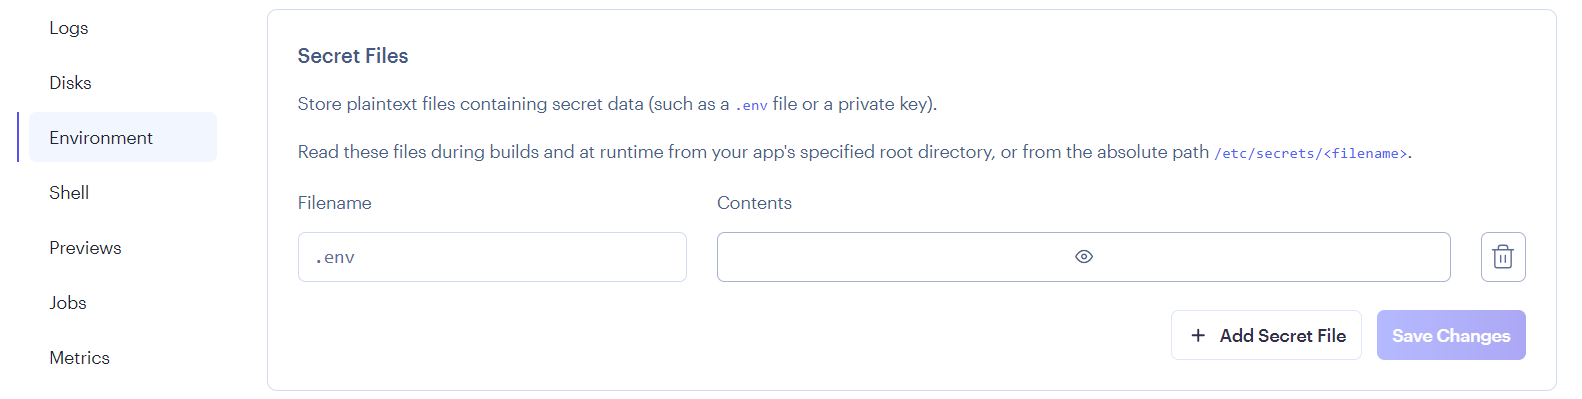 Logs
Disks
Environment
Shell
Previews
Jobs
Metrics
Secret Files
Store plaintext files containing secret data (such as a .env file or a private key).
Read these files during builds and at runtime from your app's specified root directory, or from the absolute path /etc/secrets/<filename>.
Filename
Contents
.env
+ Add Secret File
Save Changes